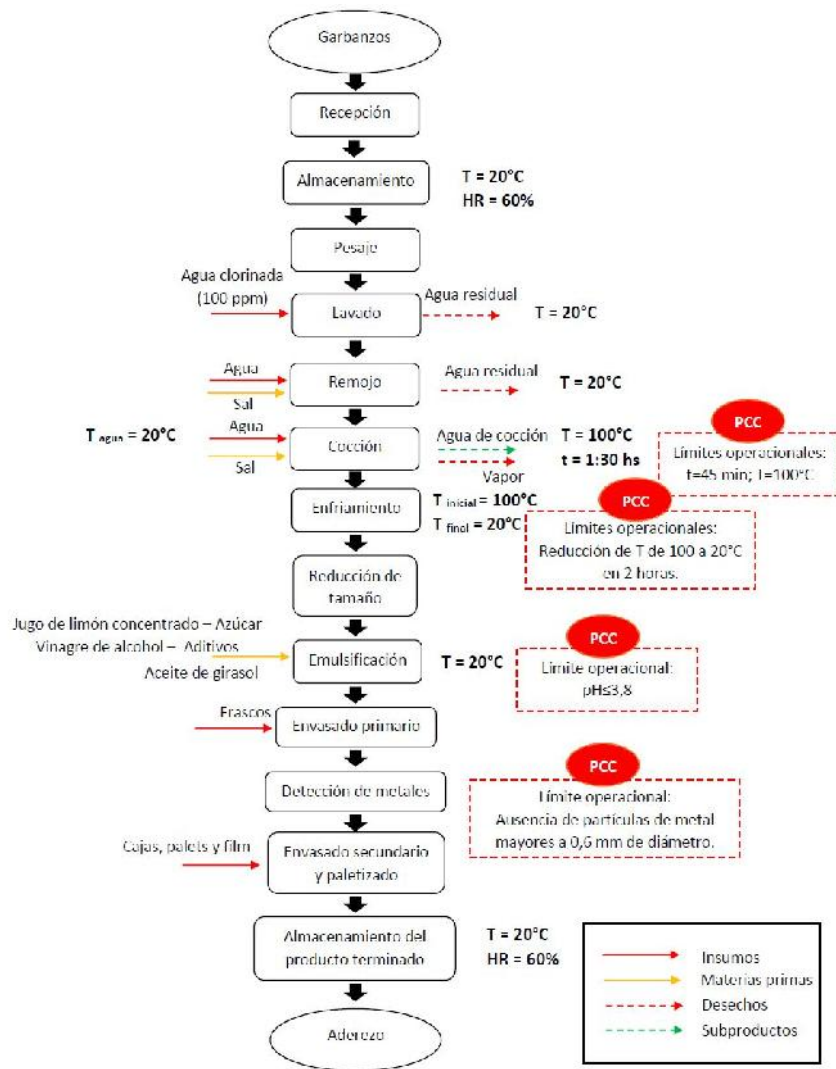 Garbanzos
Recepción
Almacenamiento
T = 20°C
HR = 60%
Pesaje
Agua clorinada
(100 ppm)
Lavado
Agua residual
T = 20°C
Agua
Sal
Remojo
Agua residual
T = 20°C
T agua = 20°C
Agua
Sal
Cocción
Agua de cocción
Vapor
T = 100°C
t = 1:30 hs
PCC
Límites operacionales:
t=45 min; T=100°C
Enfriamiento
T inicial = 100°C
T final = 20°C
PCC
Límites operacionales:
Reducción de T de 100 a 20°C
en 2 horas.
Reducción de
tamaño
Jugo de limón concentrado – Azúcar
Vinagre de alcohol – Aditivos
Aceite de girasol
Emulsificación
T = 20°C
PCC
Límite operacional:
pH≤3,8
Frascos
Envasado primario
Detección de metales
PCC
Límite operacional:
Ausencia de partículas de metal
mayores a 0,6 mm de diámetro.
Cajas, palets y film
Envasado secundario
y paletizado
Almacenamiento del
producto terminado
T = 20°C
HR = 60%
Aderezo
Insumos
Materias primas
Desechos
Subproductos